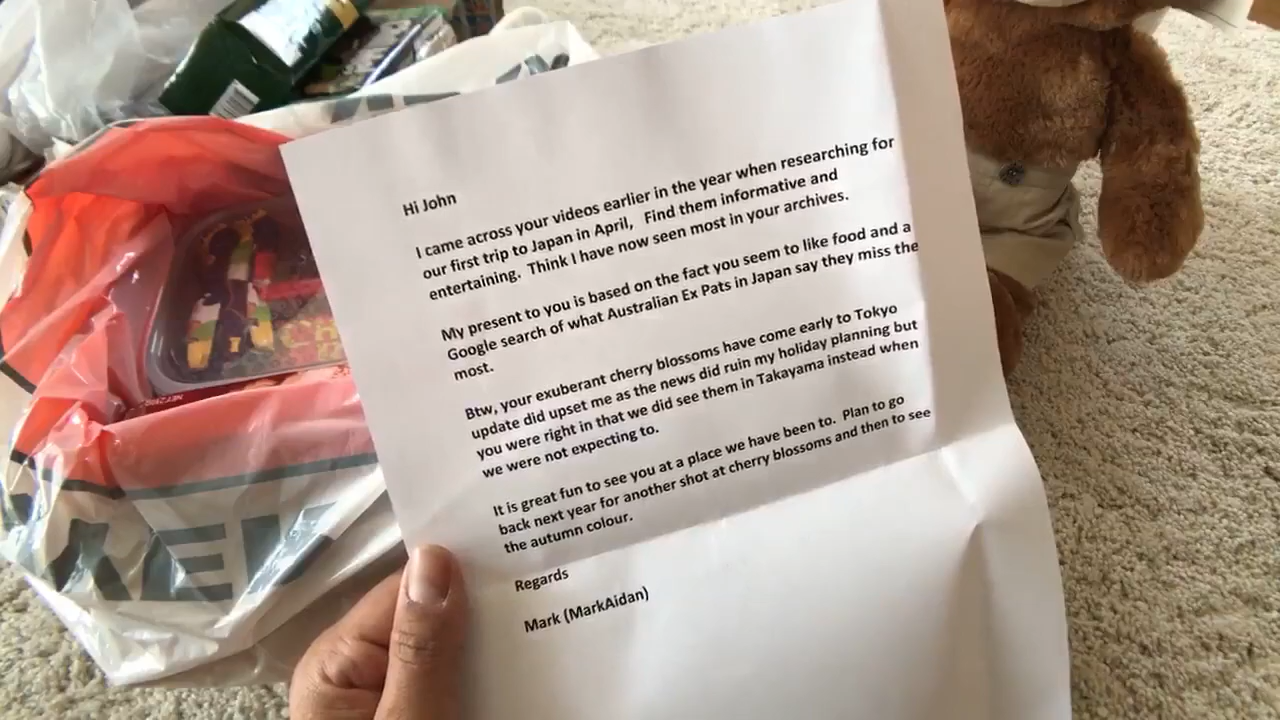 Hi John
I came across your videos earlier in the year when researching for
our first trip to Japan in April,  Find them informative and
entertaining.  Think I have now seen most in your archives.
My present to you is based on the fact you seem to like food and a
Google search of what Australian Ex Pats in Japan say they miss the
most.
Btw, your exuberant cherry blossoms have come early to Tokyo
update did upset me as the news did ruin my holiday planning but
you were right in that we did see them in Takayama instead when
we were not expecting to.
It is great fun to see you at a place we have been to.  Plan to go
back next year for another shot at cherry blossoms and then to see
the autumn colour.
Regards
Mark (MarkAidan)